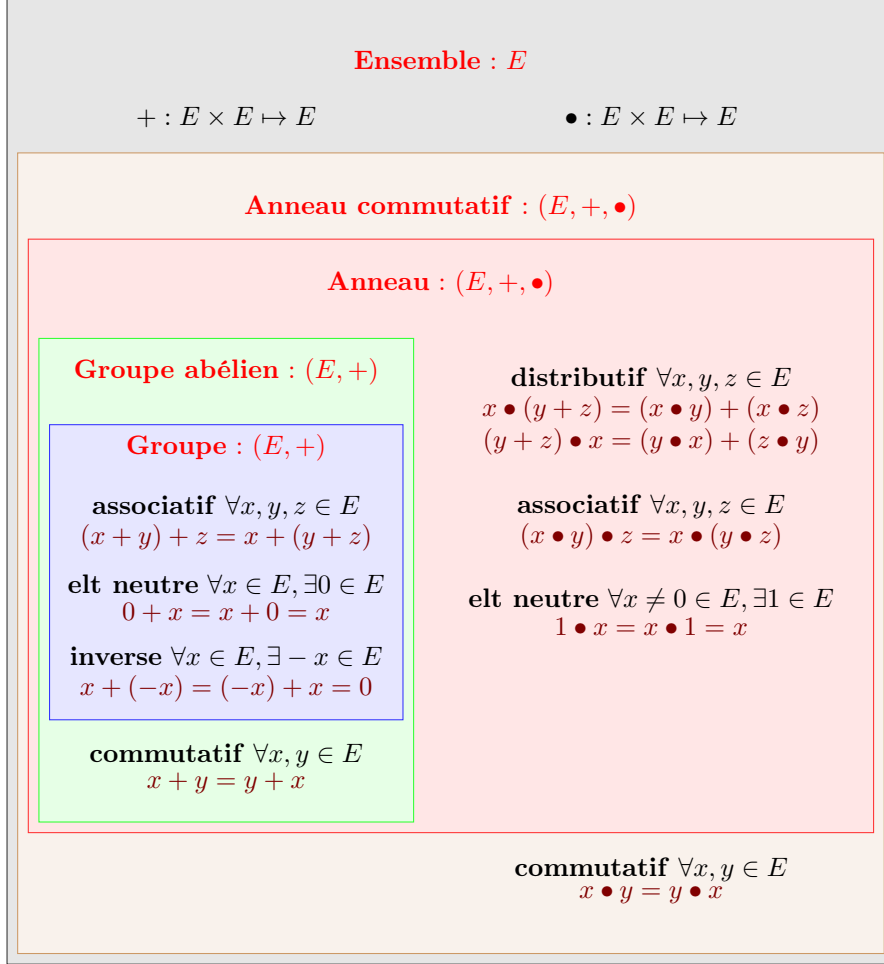 Ensemble : E
+ : E × E ↦ E
• : E × E ↦ E
Anneau commutatif : (E, +, •)
Anneau : (E, +, •)
Groupe abélien : (E, +)
Groupe : (E, +)
associatif ∀x, y, z ∈ E
(x + y) + z = x + (y + z)
elt neutre ∀x ∈ E, ∃0 ∈ E
0 + x = x + 0 = x
inverse ∀x ∈ E, ∃ − x ∈ E
x + (−x) = (−x) + x = 0
commutatif ∀x, y ∈ E
x + y = y + x
distributif ∀x, y, z ∈ E
x • (y + z) = (x • y) + (x • z)
(y + z) • x = (y • x) + (z • y)
associatif ∀x, y, z ∈ E
(x • y) • z = x • (y • z)
elt neutre ∀x ≠ 0 ∈ E, ∃1 ∈ E
1 • x = x • 1 = x
commutatif ∀x, y ∈ E
x • y = y • x